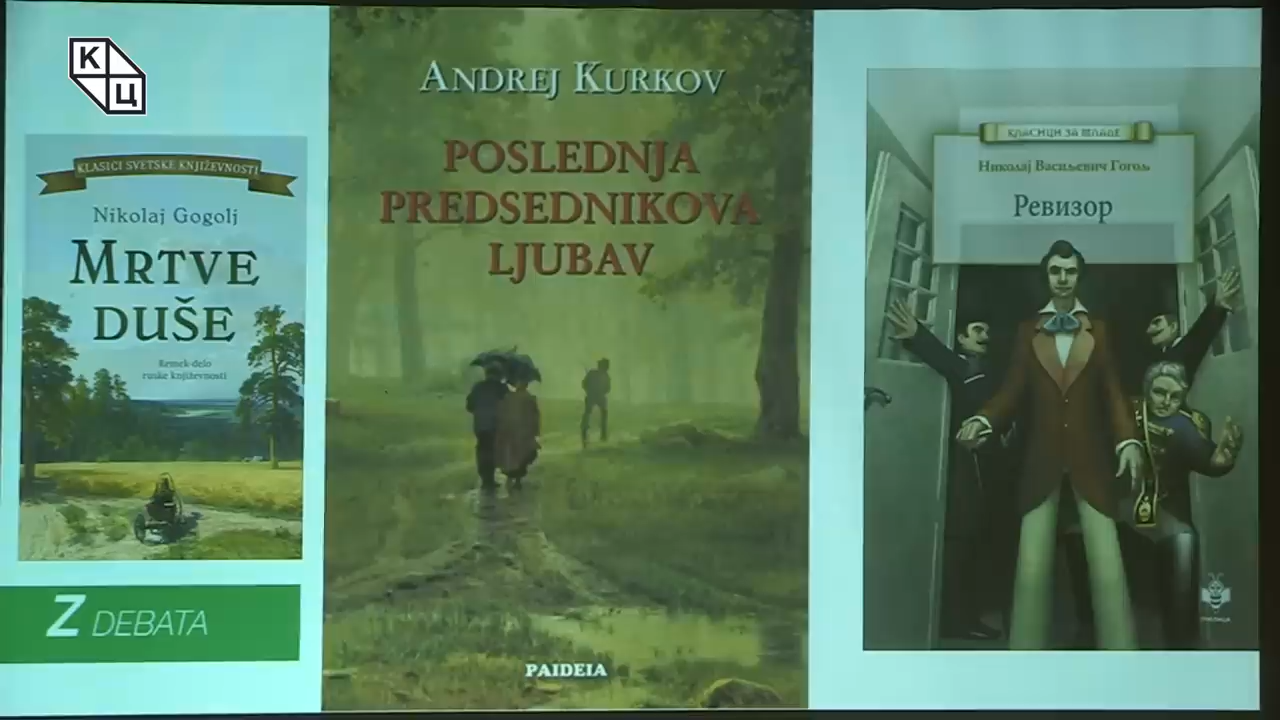 К
Ц
KLASICI SVETSKE KNJIŽEVNOSTI
Nikolaj Gogolj
MRTVE
DUŠE
Remek-delo
ruske književnosti
Z DEBATA
ANDREJ KURKOV
POSLEDNJA
PREDSEDNIKOVA
LJUBAV
PAIDEIA
КЛАСИЦИ ЗА МЛАДЕ
Николај Васиљевич Гогољ
Ревизор